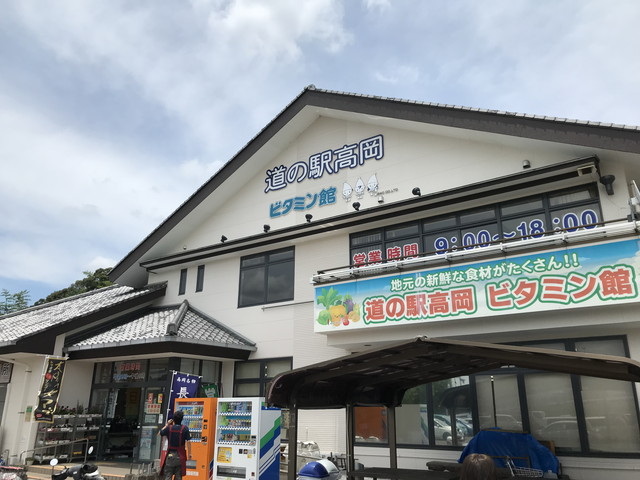 道の駅高岡
ビタミン館
営業時間 9:00～18:00
地元の新鮮な食材がたくさん!!
道の駅高岡 ビタミン館
長